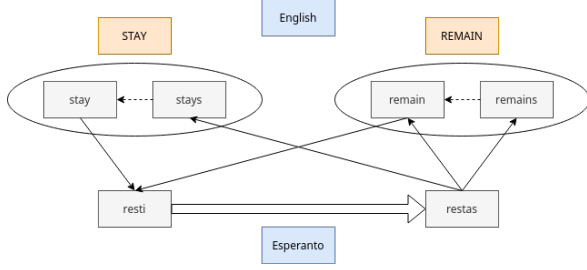 English
STAY
REMAIN
stay
stays
remain
remains
resti
restas
Esperanto